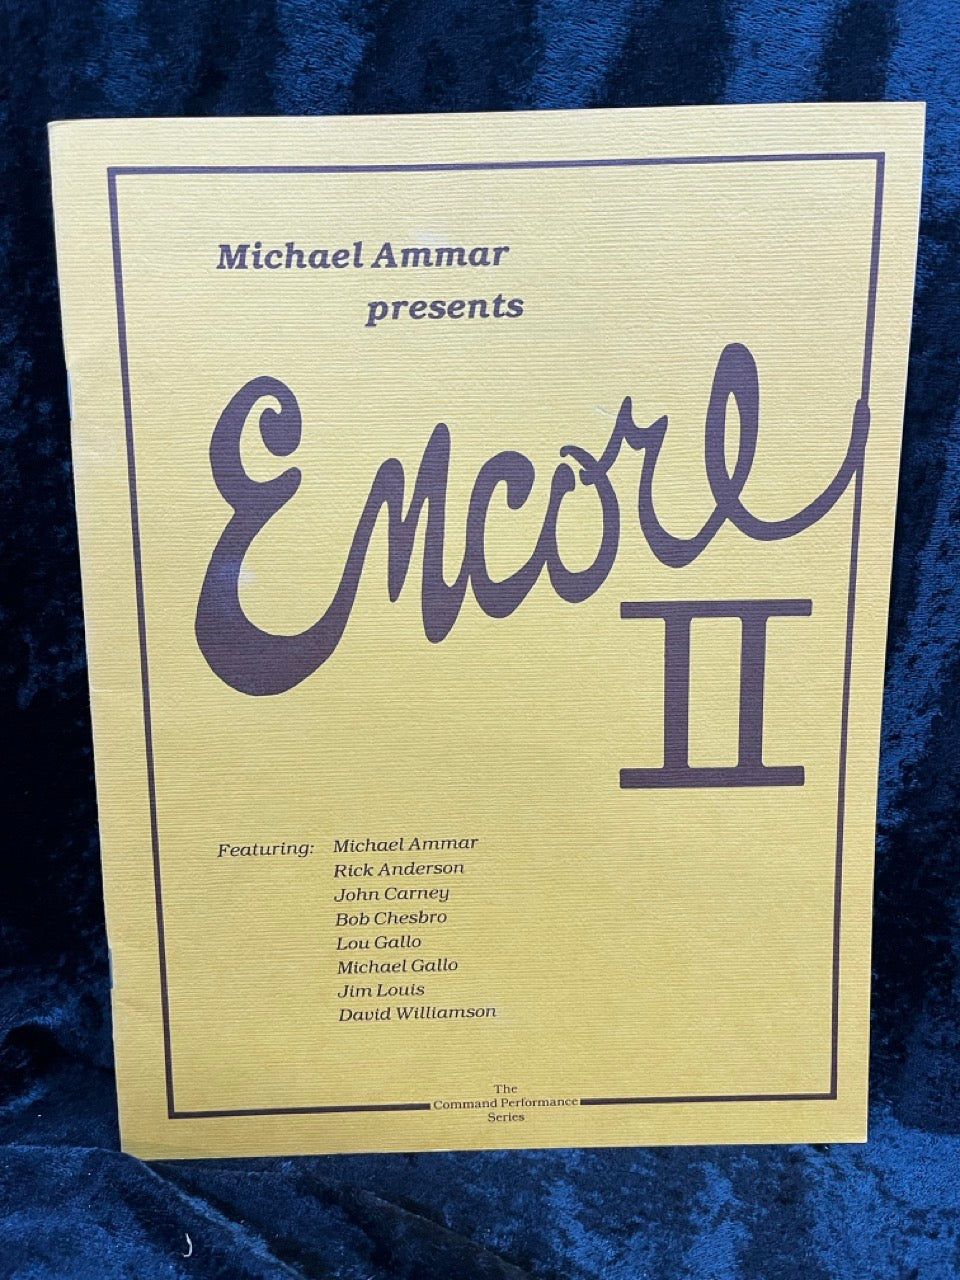 Michael Ammar
presents
Encore
II
Featuring: Michael Ammar
Rick Anderson
John Carney
Bob Chesbro
Lou Gallo
Michael Gallo
Jim Louis
David Williamson
The
Command Performance
Series